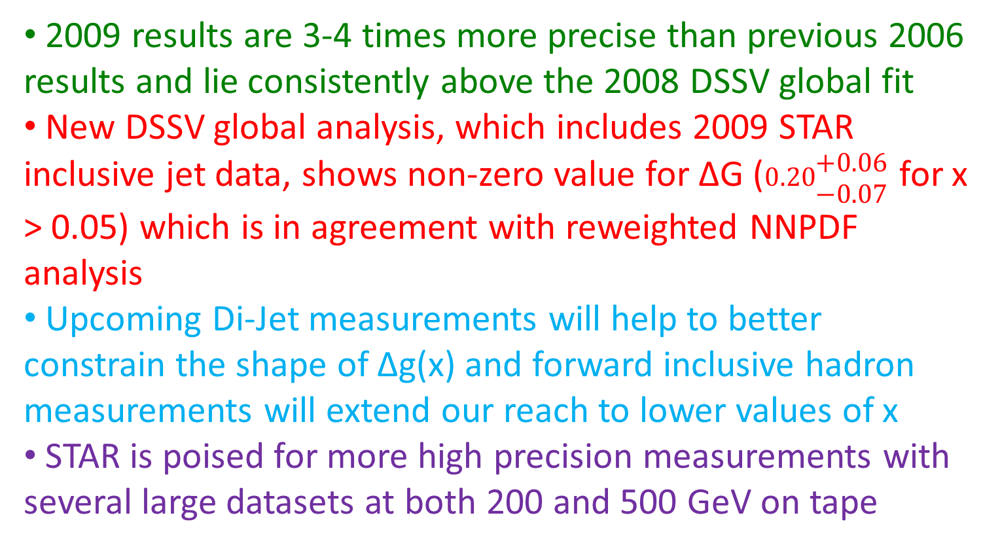 • 2009 results are 3-4 times more precise than previous 2006
results and lie consistently above the 2008 DSSV global fit
• New DSSV global analysis, which includes 2009 STAR
inclusive jet data, shows non-zero value for ΔG (0.20+0.06 −0.07 for x
> 0.05) which is in agreement with reweighted NNPDF
analysis
• Upcoming Di-Jet measurements will help to better
constrain the shape of Δg(x) and forward inclusive hadron
measurements will extend our reach to lower values of x
• STAR is poised for more high precision measurements with
several large datasets at both 200 and 500 GeV on tape